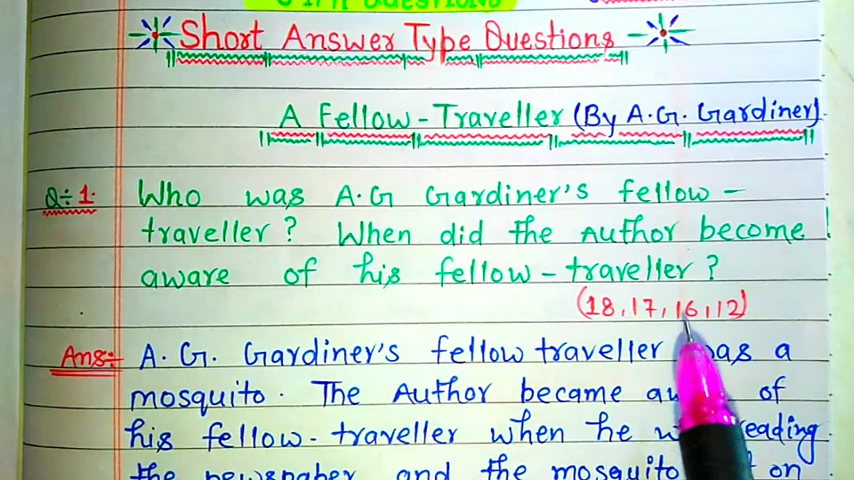 Short Answer Type Questions
A Fellow-Traveller (By A.G. Gardiner)
Q÷1. Who was A.G Gardiner's fellow-
traveller? When did the Author become
aware of his fellow-traveller?
(18,17,16,12)
Ans:- A.G. Gardiner's fellow traveller was a
mosquito. The Author became of
his fellow-traveller when he reading
the newspaper and the mosquito on